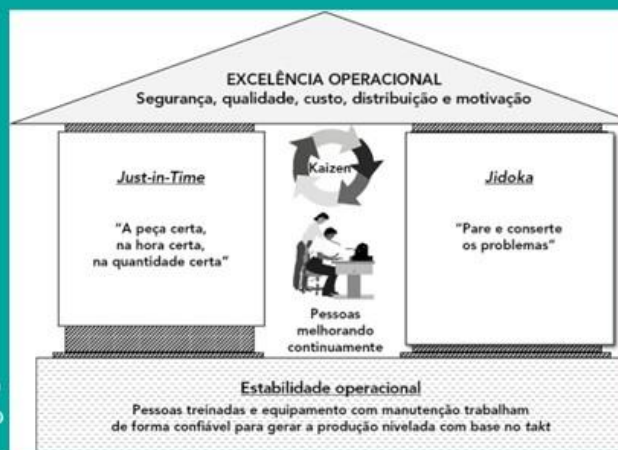 EXCELÊNCIA OPERACIONAL
Segurança, qualidade, custo, distribuição e motivação
Just-in-Time
"A peça certa,
na hora certa,
na quantidade certa"
Kaizen
Pessoas
melhorando
continuamente
Jidoka
"Pare e conserte
os problemas"
Estabilidade operacional
Pessoas treinadas e equipamento com manutenção trabalham
de forma confiável para gerar a produção nivelada com base no takt